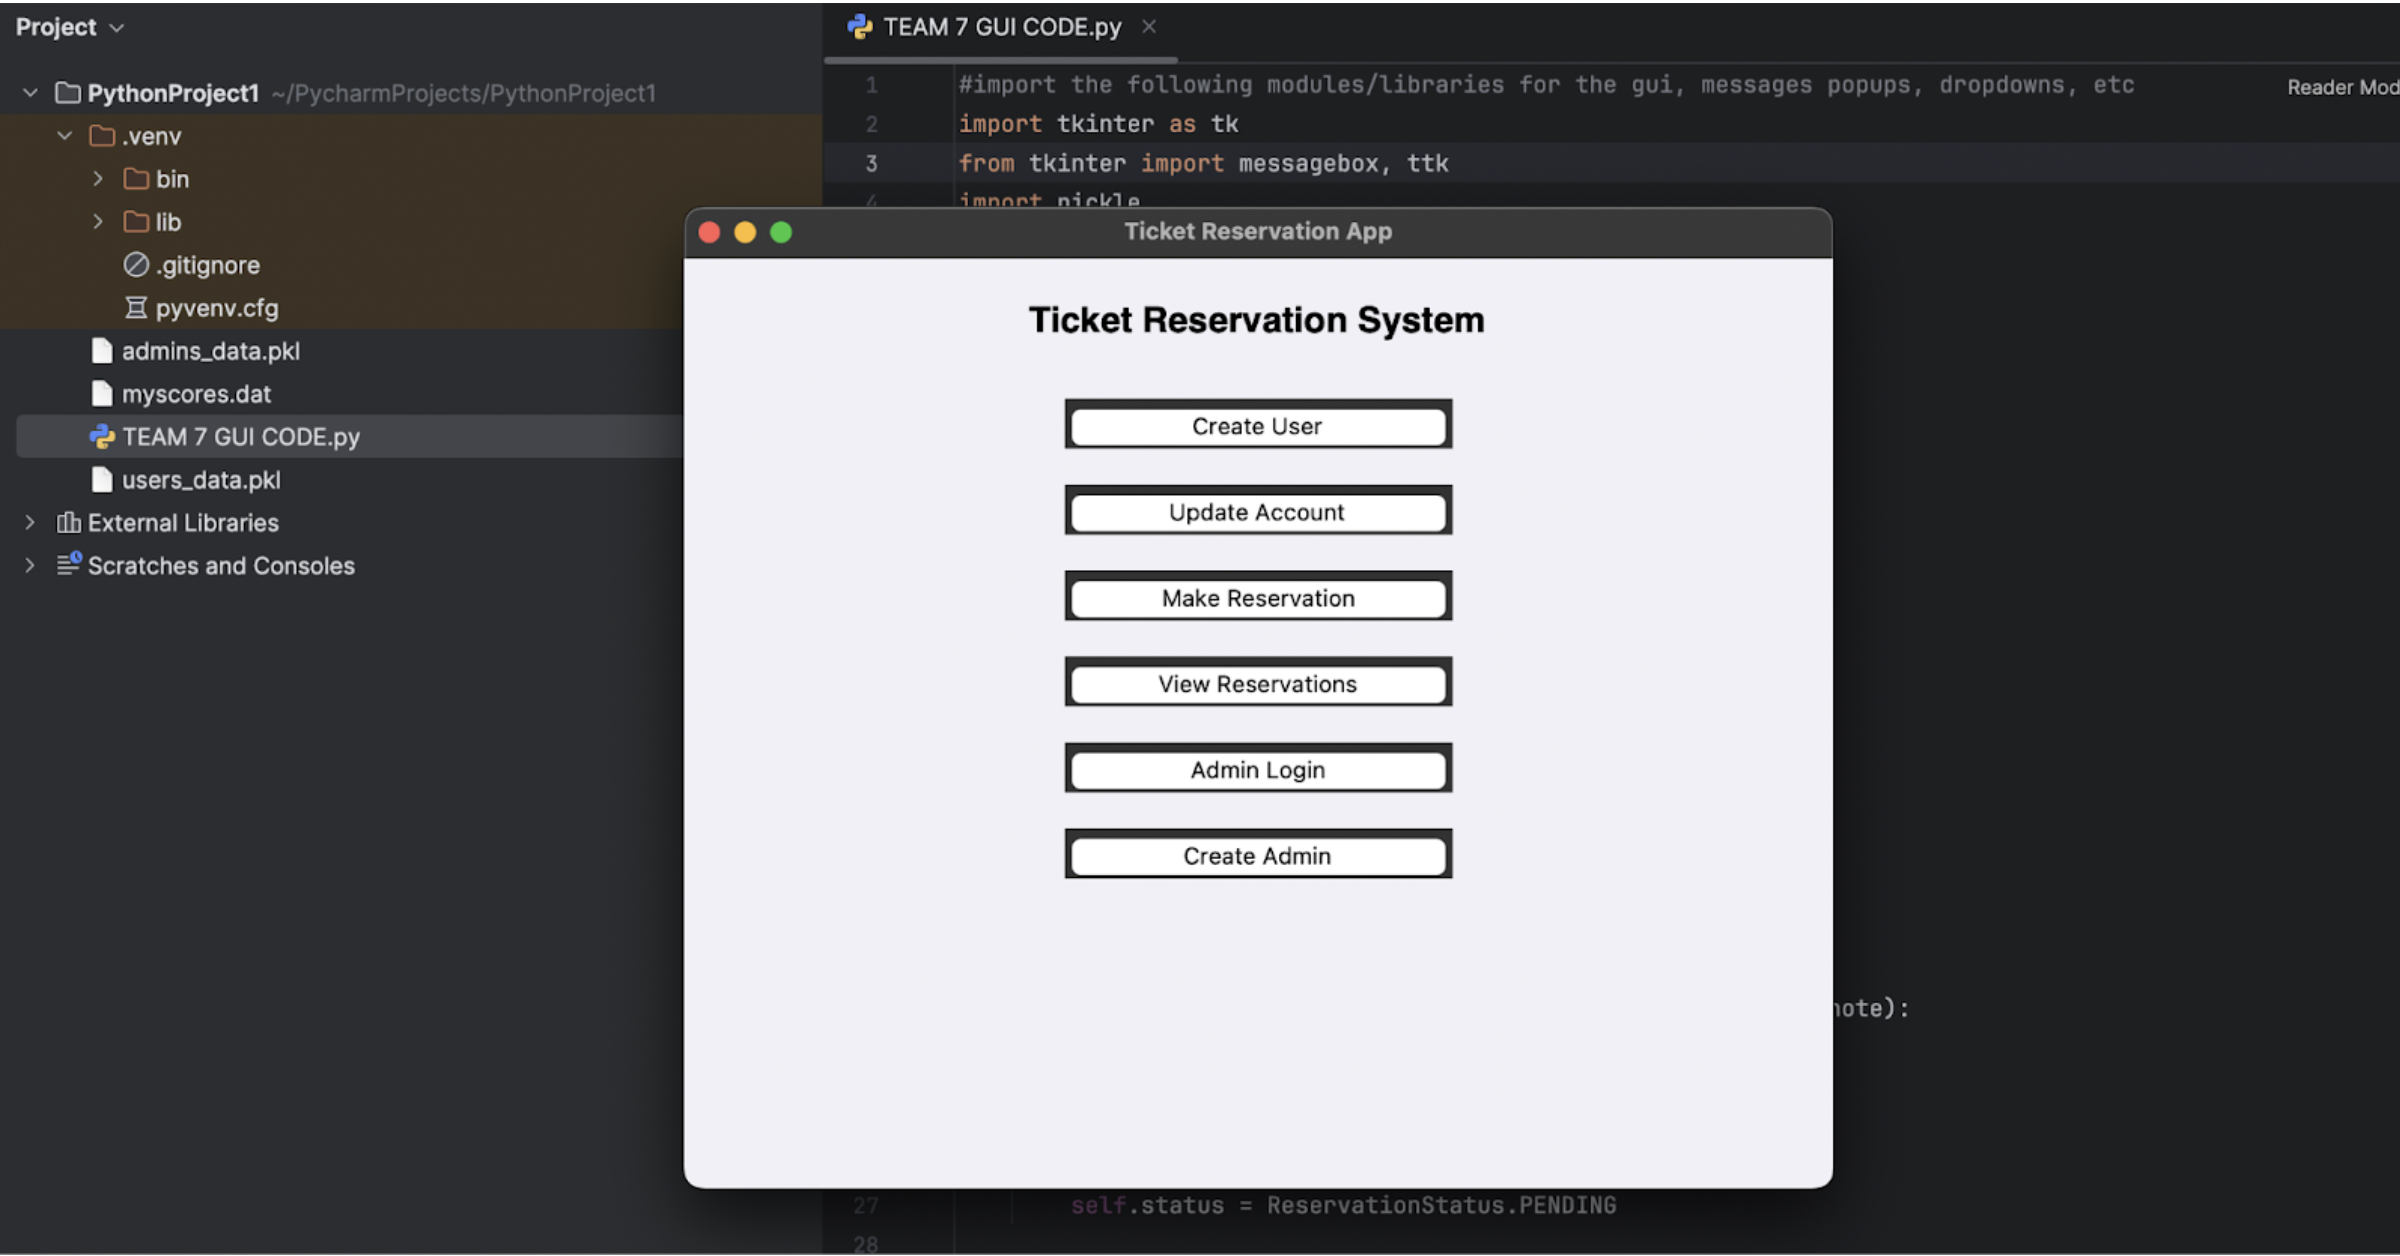 Project
PythonProject1 ~/PycharmProjects/PythonProject1
.venv
bin
lib
.gitignore
pyvenv.cfg
admins_data.pkl
myscores.dat
TEAM 7 GUI CODE.py
users_data.pkl
External Libraries
Scratches and Consoles
TEAM 7 GUI CODE.py
1 #import the following modules/libraries for the gui, messages popups, dropdowns, etc
Reader Mod
2 import tkinter as tk
3 from tkinter import messagebox, ttk
4 import pickle
Ticket Reservation App
Ticket Reservation System
Create User
Update Account
Make Reservation
View Reservations
Admin Login
Create Admin
note):
27 self.status = ReservationStatus.PENDING
28